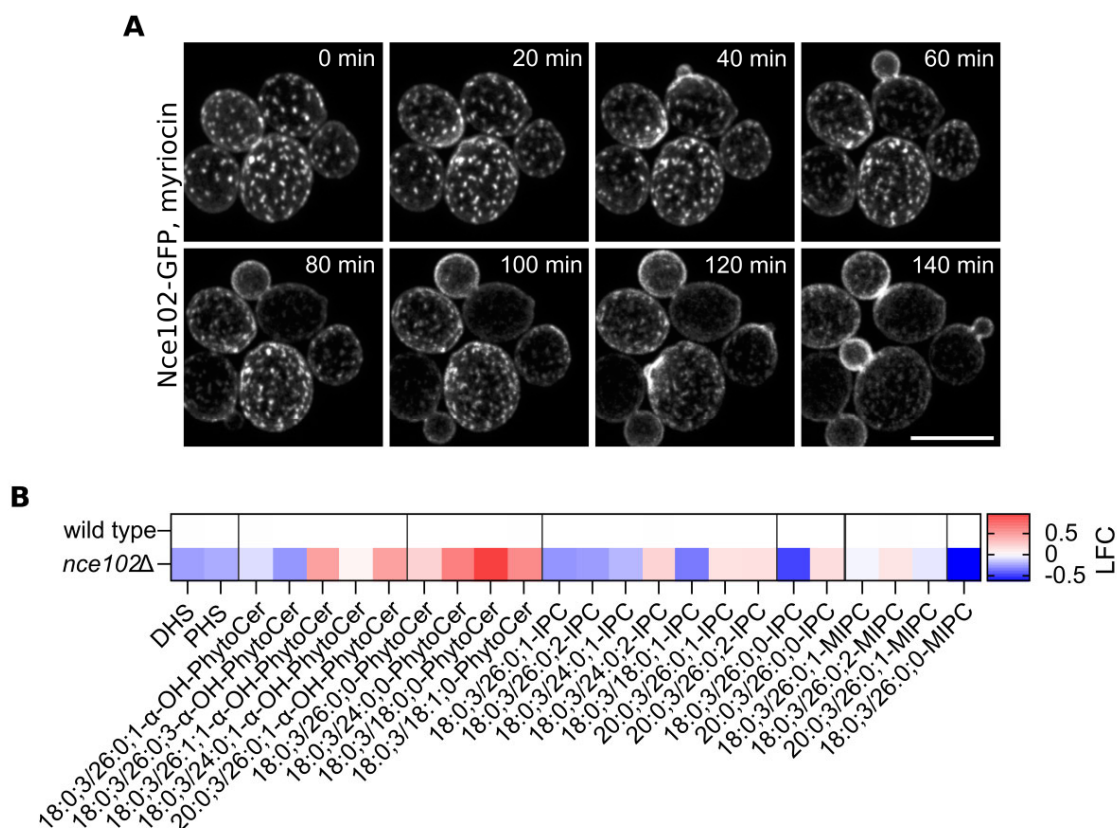 A
Nce102-GFP, myriocin
0 min
20 min
40 min
60 min
80 min
100 min
120 min
140 min
B
wild type
nce102Δ
0.5
0
-0.5
LFC
DHS
PHS
18:0;3/26:0;1-α-OH-PhytoCer
18:0;3/26:0;3-α-OH-PhytoCer
18:0;3/26:1;1-α-OH-PhytoCer
18:0;3/24:0;1-α-OH-PhytoCer
20:0;3/26:0;1-α-OH-PhytoCer
18:0;3/26:0;0-PhytoCer
18:0;3/24:0;0-PhytoCer
18:0;3/18:0;0-PhytoCer
18:0;3/18:1;0-PhytoCer
18:0;3/26:0;1-IPC
18:0;3/26:0;2-IPC
18:0;3/24:0;1-IPC
18:0;3/24:0;2-IPC
18:0;3/18:0;1-IPC
20:0;3/26:0;1-IPC
20:0;3/26:0;2-IPC
18:0;3/26:0;0-IPC
20:0;3/26:0;0-IPC
18:0;3/26:0;1-MIPC
18:0;3/26:0;2-MIPC
20:0;3/26:0;1-MIPC
18:0;3/26:0;0-MIPC